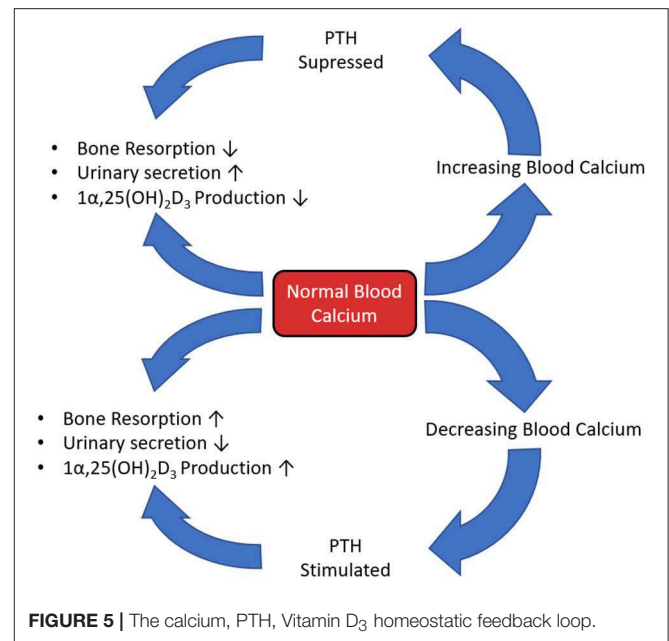 PTH
Supressed
• Bone Resorption ↓
• Urinary secretion ↑
• 1α,25(OH)₂D₃ Production ↓
Increasing Blood Calcium
Normal Blood
Calcium
• Bone Resorption ↑
• Urinary secretion ↓
• 1α,25(OH)₂D₃ Production ↑
Decreasing Blood Calcium
PTH
Stimulated
FIGURE 5 | The calcium, PTH, Vitamin D₃ homeostatic feedback loop.